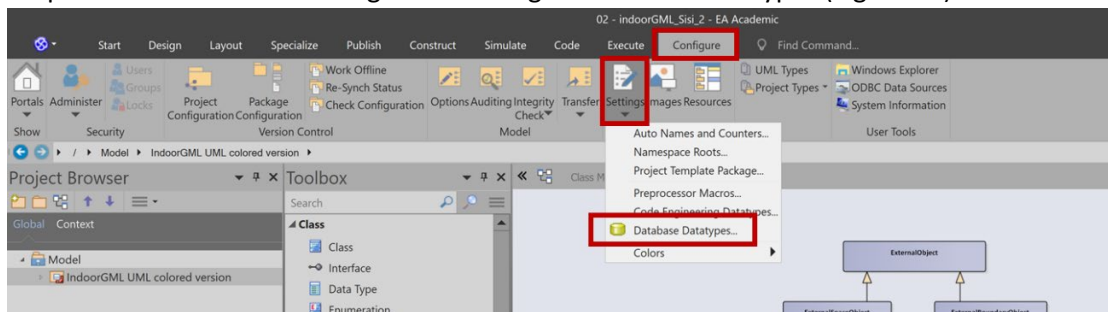 02 - indoorGML_Sisi_2 - EA Academic
Start Design Layout Specialize Publish Construct Simulate Code Execute Configure Find Command...
Users
Groups
Locks
Work Offline
Re-Synch Status
Check Configuration
UML Types
Project Types
Windows Explorer
ODBC Data Sources
System Information
Portals Administer Project Configuration Package Configuration Options Auditing Integrity Check Transfer Settings Images Resources
Show Security Version Control Model User Tools
/ Model IndoorGML UML colored version
Auto Names and Counters...
Namespace Roots...
Project Template Package...
Preprocessor Macros...
Code Engineering Datatypes...
Database Datatypes...
Colors
Project Browser
Global Context
Model
IndoorGML UML colored version
Toolbox
Search
Class
Class
Interface
Data Type
Enumeration
Class M
ExternalObject